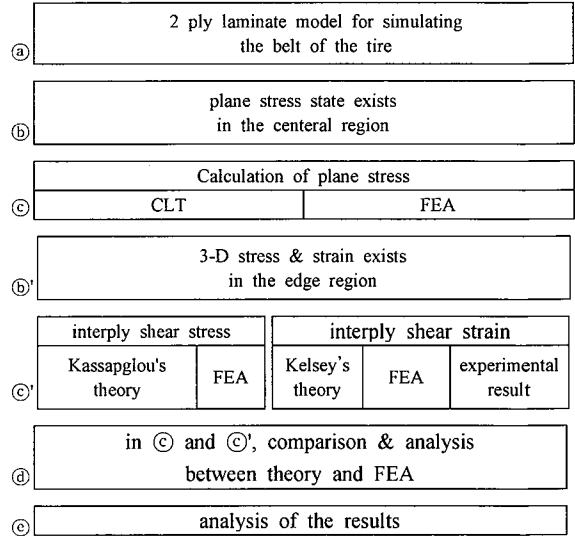 2 ply laminate model for simulating
the belt of the tire
ⓐ
plane stress state exists
in the centeral region
ⓑ
Calculation of plane stress
ⓒ CLT FEA
3-D stress & strain exists
in the edge region
ⓑ'
interply shear stress interply shear strain
Kassapglou's
theory
FEA
Kelsey's
theory
FEA
experimental
result
ⓒ'
in ⓒ and ⓒ', comparison & analysis
between theory and FEA
ⓓ
ⓔ analysis of the results